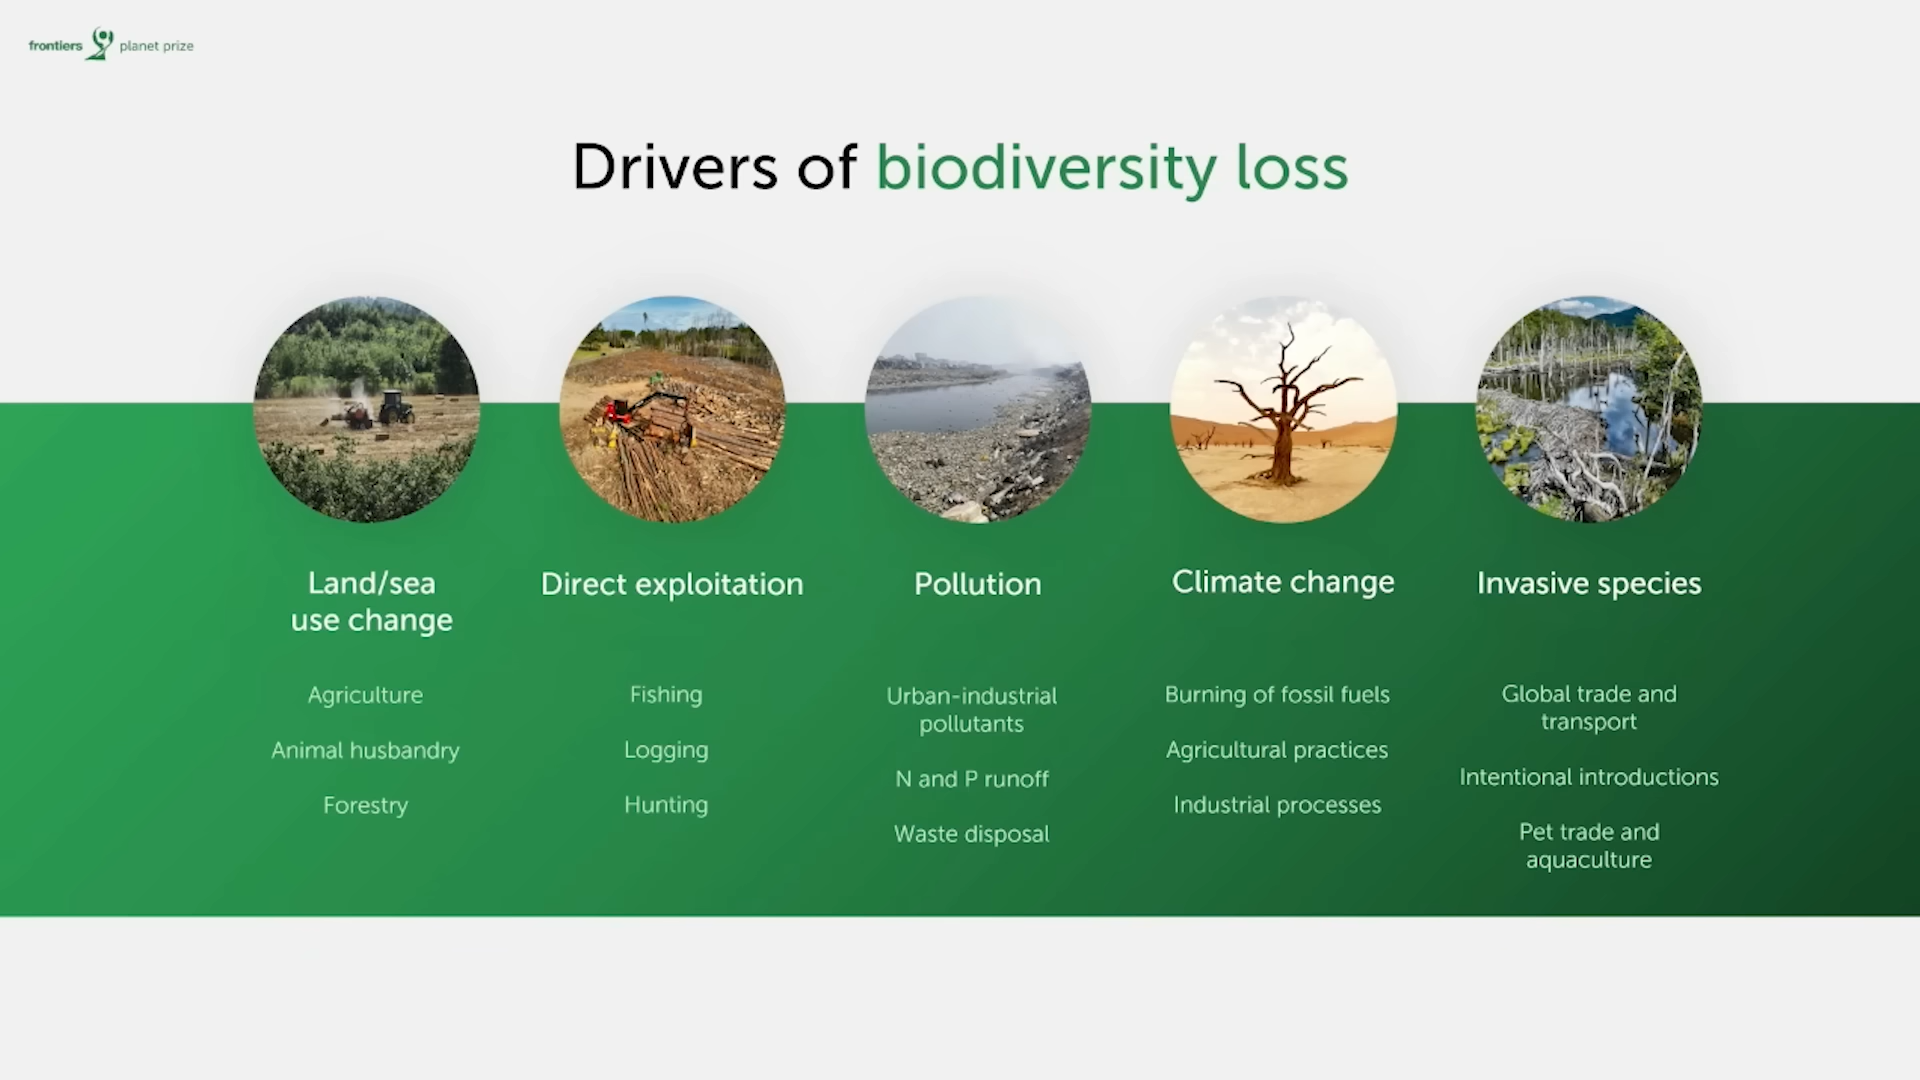 frontiers planet prize
Drivers of biodiversity loss
Land/sea
use change
Agriculture
Animal husbandry
Forestry
Direct exploitation
Fishing
Logging
Hunting
Pollution
Urban-industrial
pollutants
N and P runoff
Waste disposal
Climate change
Burning of fossil fuels
Agricultural practices
Industrial processes
Invasive species
Global trade and
transport
Intentional introductions
Pet trade and
aquaculture